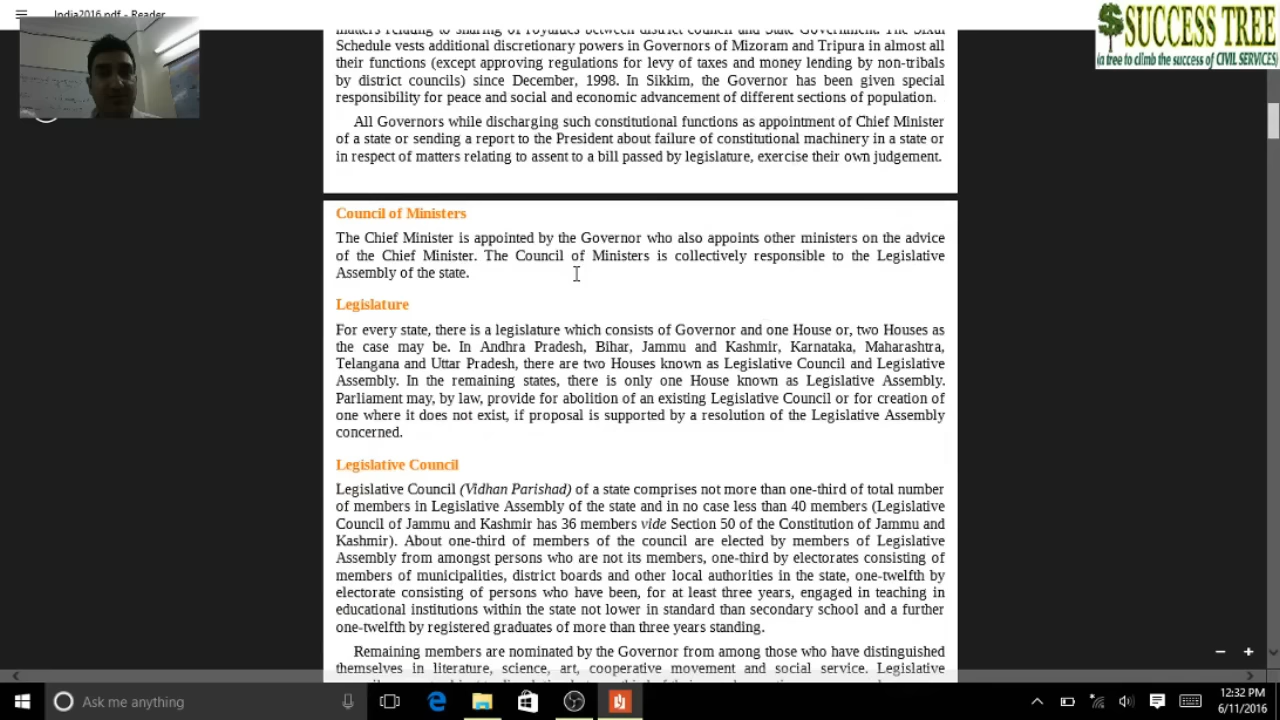 India2016.pdf - Reader
SUCCESS TREE
(a tree to climb the success of CIVIL SERVICES)
matters relating to sharing of royalties between district council and State Government. The Sixth
Schedule vests additional discretionary powers in Governors of Mizoram and Tripura in almost all
their functions (except approving regulations for levy of taxes and money lending by non-tribals
by district councils) since December, 1998. In Sikkim, the Governor has been given special
responsibility for peace and social and economic advancement of different sections of population.
All Governors while discharging such constitutional functions as appointment of Chief Minister
of a state or sending a report to the President about failure of constitutional machinery in a state or
in respect of matters relating to assent to a bill passed by legislature, exercise their own judgement.
Council of Ministers
The Chief Minister is appointed by the Governor who also appoints other ministers on the advice
of the Chief Minister. The Council of Ministers is collectively responsible to the Legislative
Assembly of the state.
Legislature
For every state, there is a legislature which consists of Governor and one House or, two Houses as
the case may be. In Andhra Pradesh, Bihar, Jammu and Kashmir, Karnataka, Maharashtra,
Telangana and Uttar Pradesh, there are two Houses known as Legislative Council and Legislative
Assembly. In the remaining states, there is only one House known as Legislative Assembly.
Parliament may, by law, provide for abolition of an existing Legislative Council or for creation of
one where it does not exist, if proposal is supported by a resolution of the Legislative Assembly
concerned.
Legislative Council
Legislative Council (Vidhan Parishad) of a state comprises not more than one-third of total number
of members in Legislative Assembly of the state and in no case less than 40 members (Legislative
Council of Jammu and Kashmir has 36 members vide Section 50 of the Constitution of Jammu and
Kashmir). About one-third of members of the council are elected by members of Legislative
Assembly from amongst persons who are not its members, one-third by electorates consisting of
members of municipalities, district boards and other local authorities in the state, one-twelfth by
electorate consisting of persons who have been, for at least three years, engaged in teaching in
educational institutions within the state not lower in standard than secondary school and a further
one-twelfth by registered graduates of more than three years standing.
Remaining members are nominated by the Governor from among those who have distinguished
themselves in literature, science, art, cooperative movement and social service. Legislative
Ask me anything
12:32 PM
6/11/2016